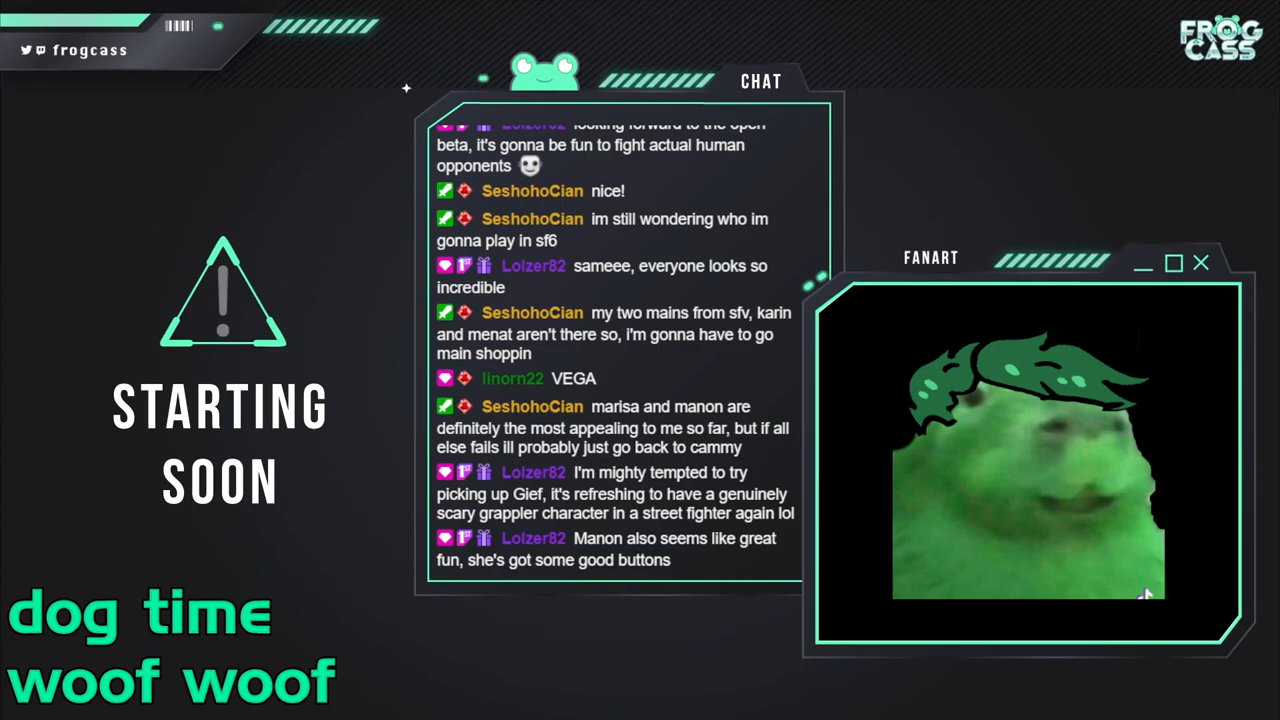 frogcass
FROG
CASS
CHAT
Lolzer82 looking forward to the open
beta, it's gonna be fun to fight actual human
opponents
SeshohoCian nice!
SeshohoCian im still wondering who im
gonna play in sf6
Lolzer82 sameee, everyone looks so
incredible
SeshohoCian my two mains from sfv, karin
and menat aren't there so, i'm gonna have to go
main shoppin
linorn22 VEGA
SeshohoCian marisa and manon are
definitely the most appealing to me so far, but if all
else fails ill probably just go back to cammy
Lolzer82 I'm mighty tempted to try
picking up Gief, it's refreshing to have a genuinely
scary grappler character in a street fighter again lol
Lolzer82 Manon also seems like great
fun, she's got some good buttons
FANART
STARTING
SOON
dog time
woof woof